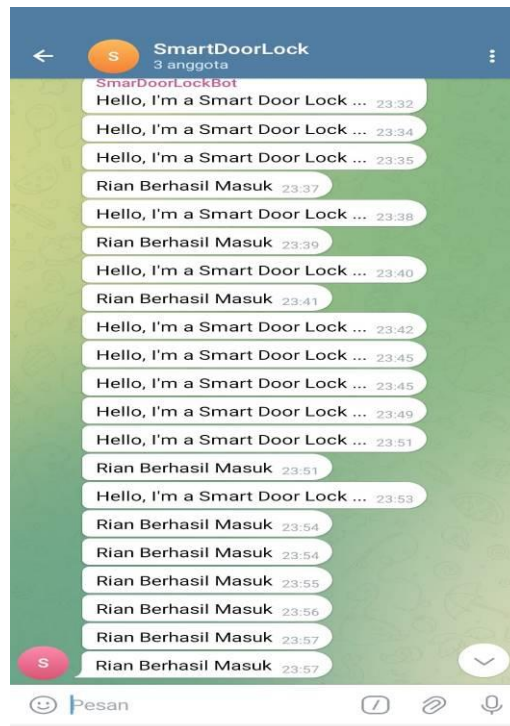 S
SmartDoorLock
3 anggota
SmarDoorLockBot
Hello, I'm a Smart Door Lock ... 23:32
Hello, I'm a Smart Door Lock ... 23:34
Hello, I'm a Smart Door Lock ... 23:35
Rian Berhasil Masuk 23:37
Hello, I'm a Smart Door Lock ... 23:38
Rian Berhasil Masuk 23:39
Hello, I'm a Smart Door Lock ... 23:40
Rian Berhasil Masuk 23:41
Hello, I'm a Smart Door Lock ... 23:42
Hello, I'm a Smart Door Lock ... 23:45
Hello, I'm a Smart Door Lock ... 23:45
Hello, I'm a Smart Door Lock ... 23:49
Hello, I'm a Smart Door Lock ... 23:51
Rian Berhasil Masuk 23:51
Hello, I'm a Smart Door Lock ... 23:53
Rian Berhasil Masuk 23:54
Rian Berhasil Masuk 23:54
Rian Berhasil Masuk 23:55
Rian Berhasil Masuk 23:56
Rian Berhasil Masuk 23:57
S
Rian Berhasil Masuk 23:57
Pesan